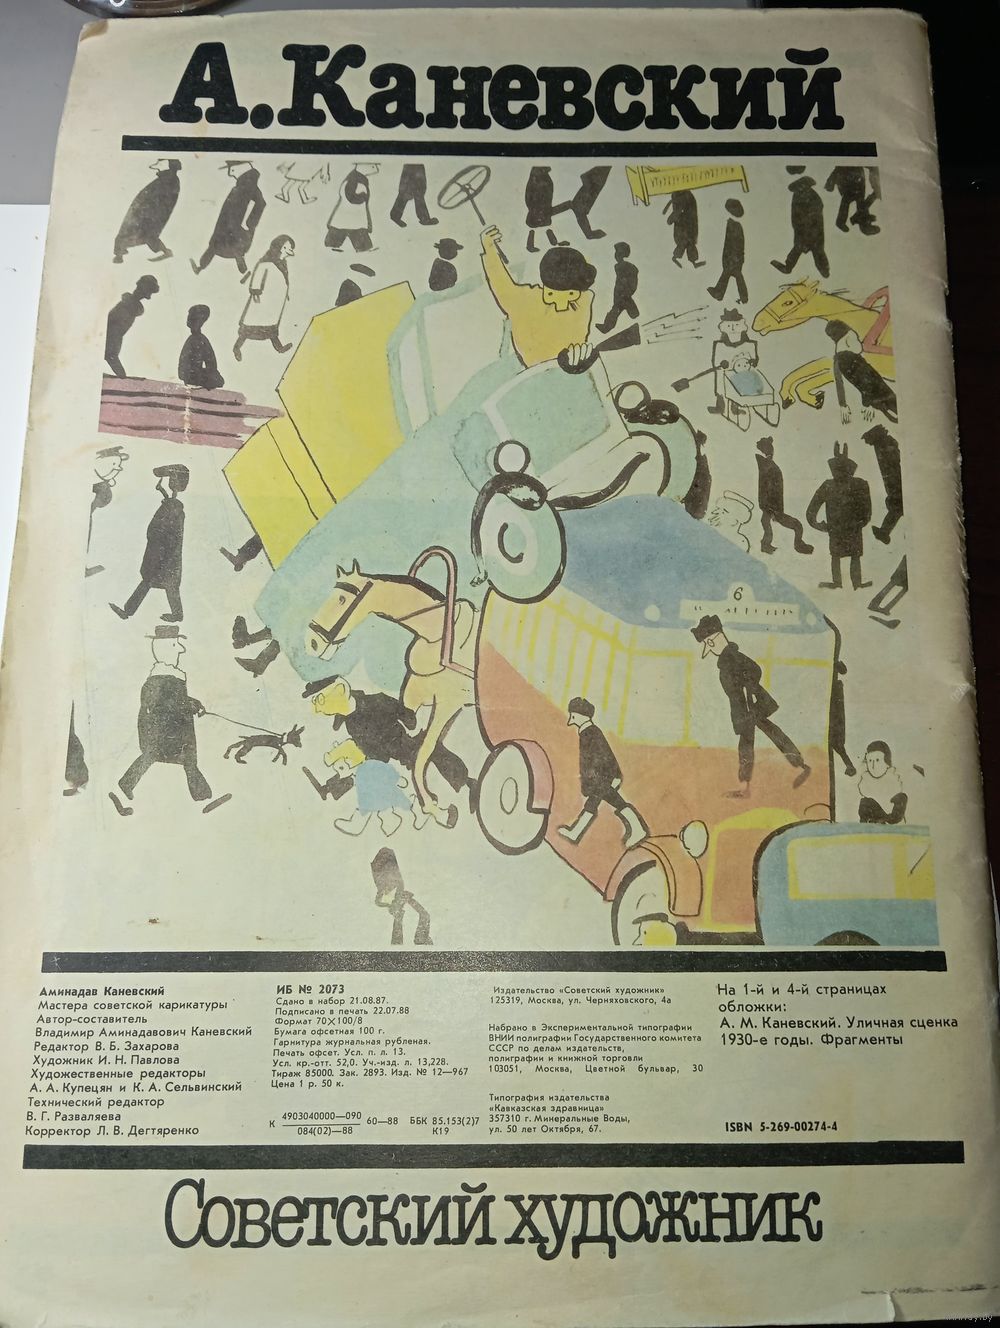 А.Каневский
6
Аминадав Каневский
Мастера советской карикатуры
Автор-составитель
Владимир Аминадавович Каневский
Редактор В. Б. Захарова
Художник И. Н. Павлова
Художественные редакторы
А. А. Купецян и К. А. Сельвинский
Технический редактор
В. Г. Разваляева
Корректор Л. В. Дегтяренко
ИБ № 2073
Сдано в набор 21.08.87.
Подписано в печать 22.07.88
Формат 70×100/8
Бумага офсетная 100 г.
Гарнитура журнальная рубленая.
Печать офсет. Усл. п. л. 13.
Усл. кр.-отт. 52,0. Уч.-изд. л. 13,228.
Тираж 85000. Зак. 2893. Изд. № 12—967
Цена 1 р. 50 к.
К 4903040000—090 60—88 ББК 85.153(2)7
084(02)—88 К19
Издательство «Советский художник»
125319, Москва, ул. Черняховского, 4а
Набрано в Экспериментальной типографии
ВНИИ полиграфии Государственного комитета
СССР по делам издательств,
полиграфии и книжной торговли
103051, Москва, Цветной бульвар, 30
Типография издательства
«Кавказская здравница»
357310 г. Минеральные Воды,
ул. 50 лет Октября, 67.
На 1-й и 4-й страницах
обложки:
А. М. Каневский. Уличная сценка
1930-е годы. Фрагменты
ISBN 5-269-00274-4
Советский художник